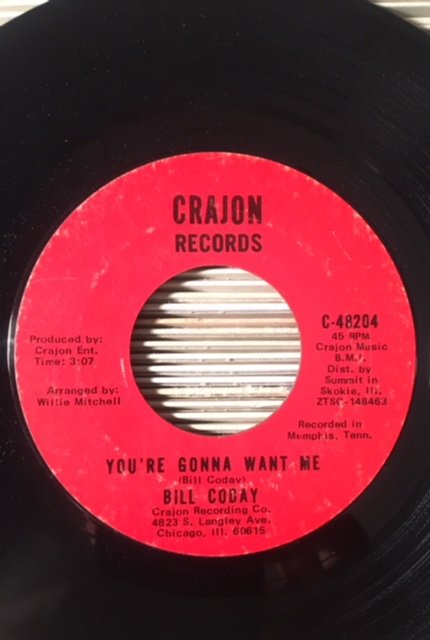 CRAJON
RECORDS
Produced by:
Crajon Ent.
Time: 3:07
Arranged by:
Willie Mitchell
C-48204
45 RPM
Crajon Music
B.M.I.
Dist. by
Summit in
Skokie, Ill.
ZTSC-148463
Recorded in
Memphis, Tenn.
YOU'RE GONNA WANT ME
(Bill Coday)
BILL CODAY
Crajon Recording Co.
4823 S. Langley Ave.
Chicago, Ill. 60615